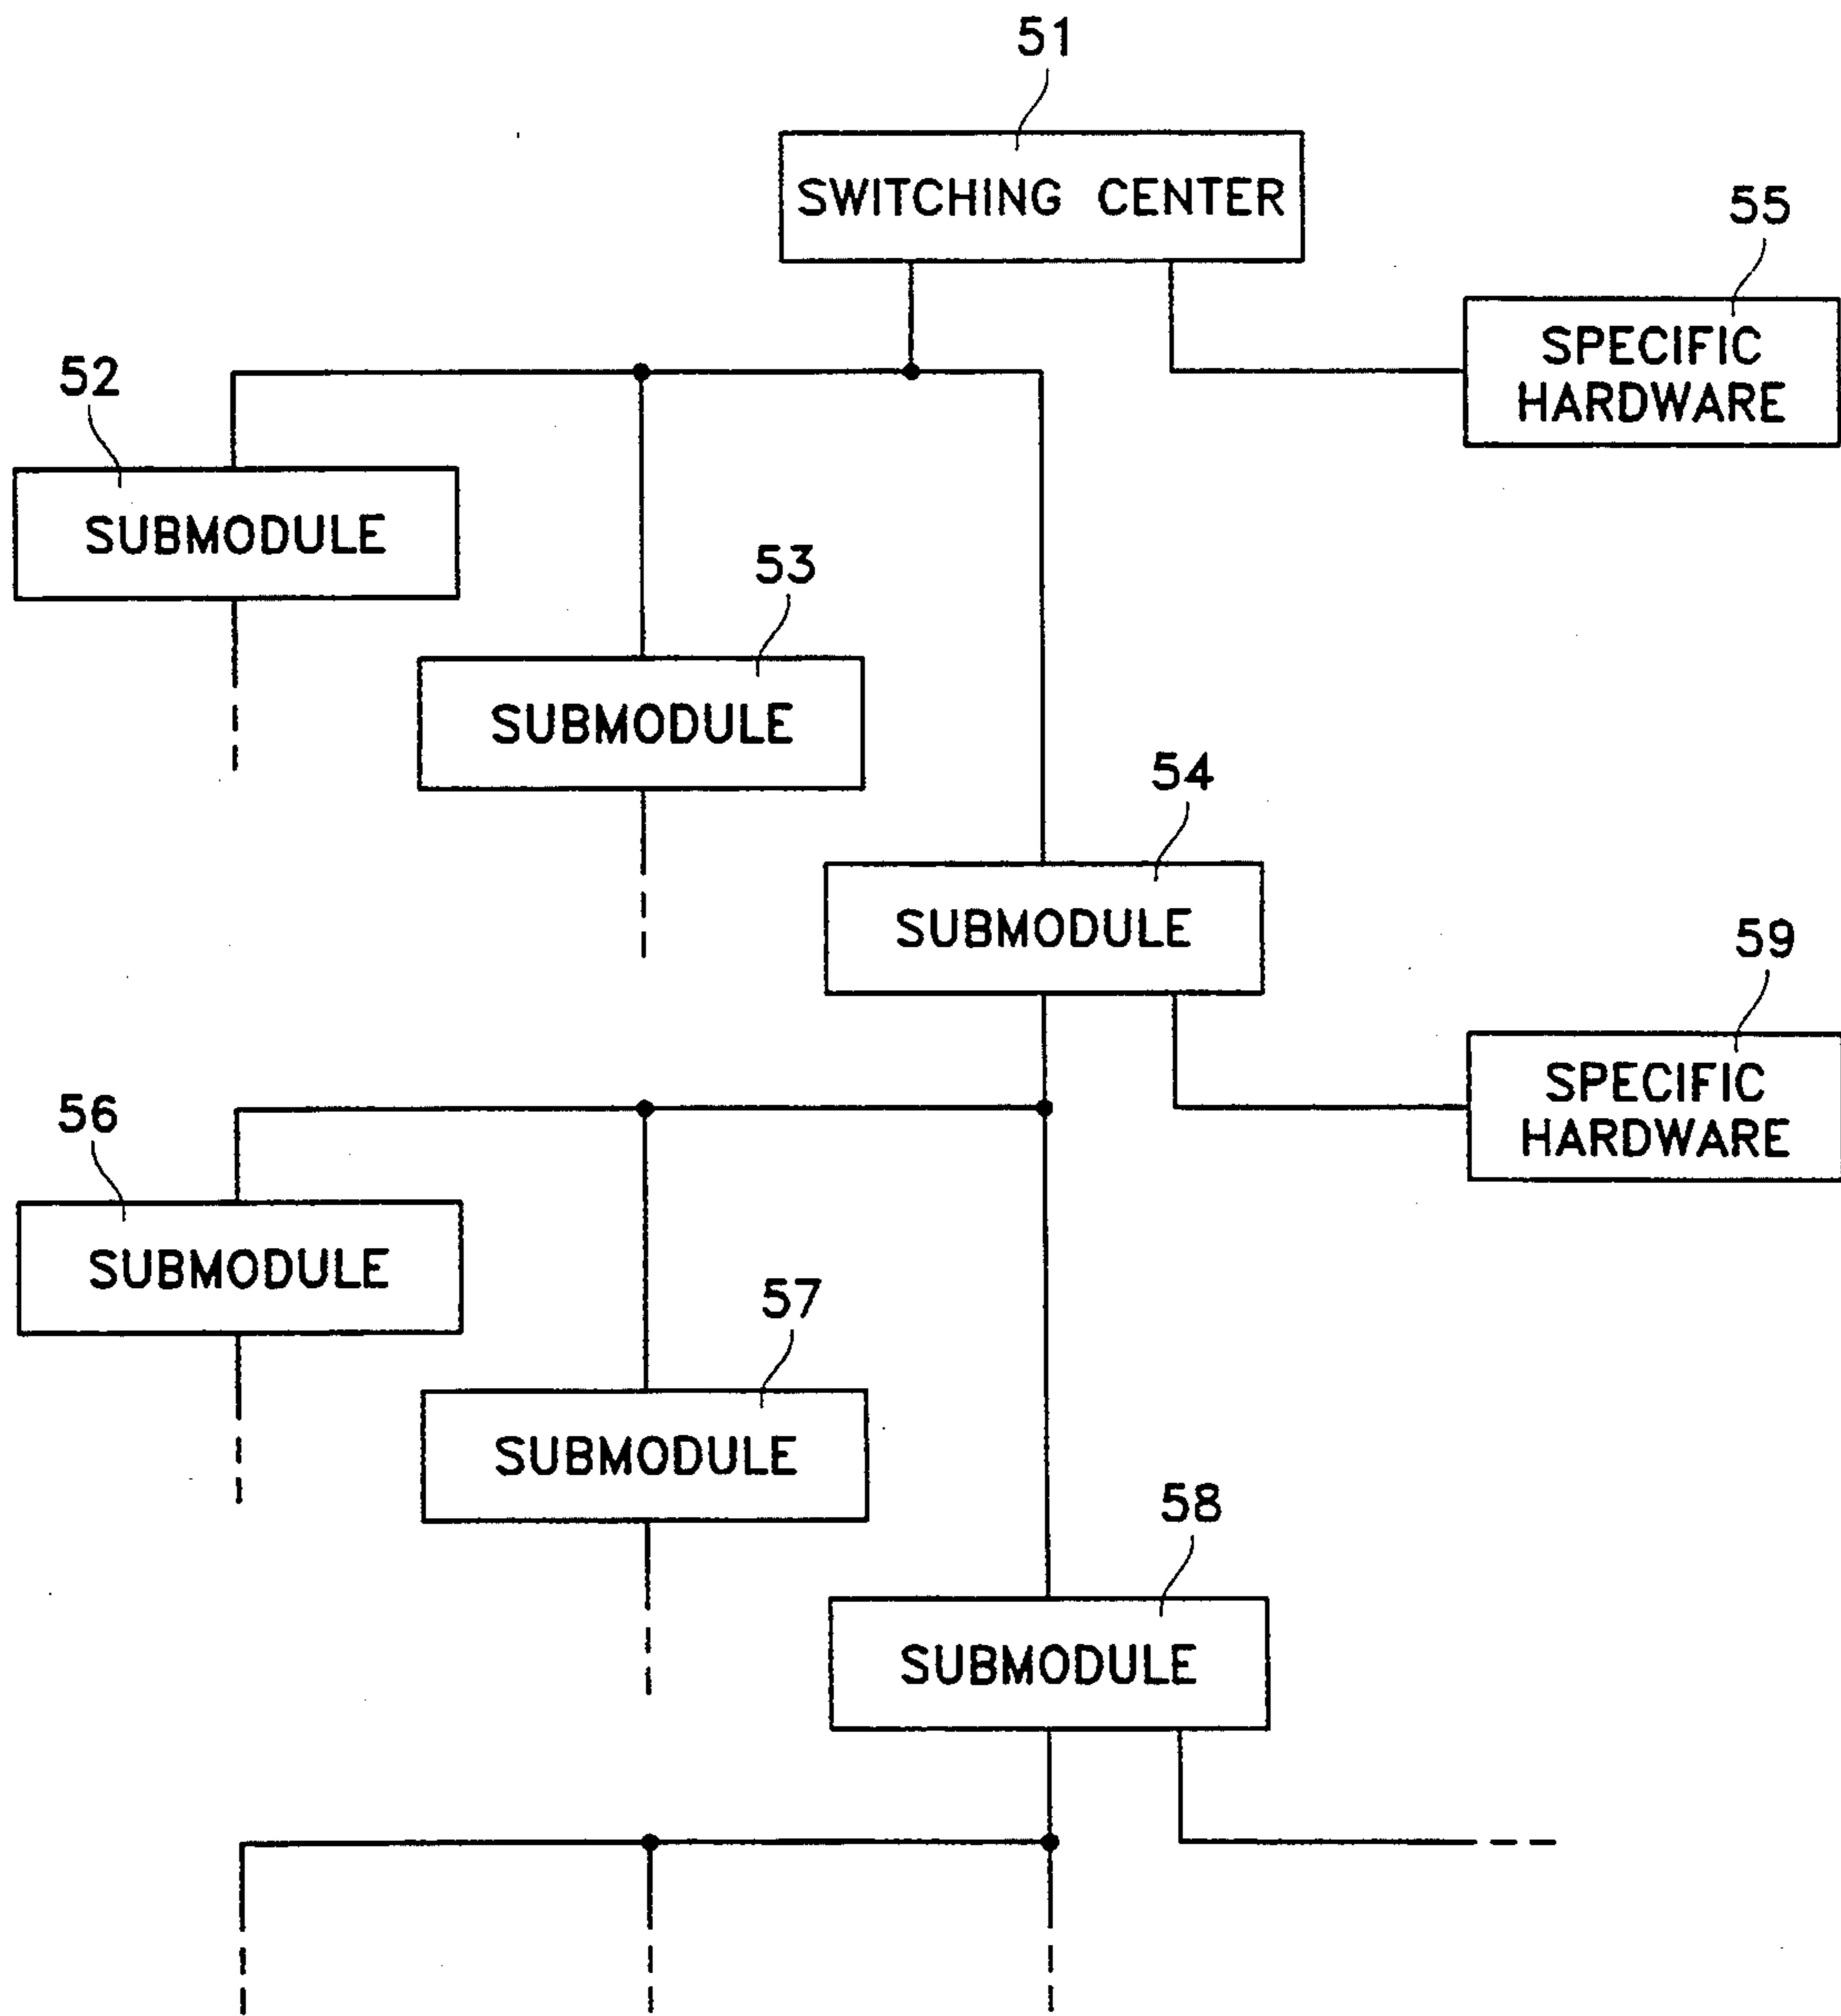 51
SWITCHING CENTER
55
SPECIFIC
HARDWARE
52
SUBMODULE
53
SUBMODULE
54
SUBMODULE
59
SPECIFIC
HARDWARE
56
SUBMODULE
57
SUBMODULE
58
SUBMODULE